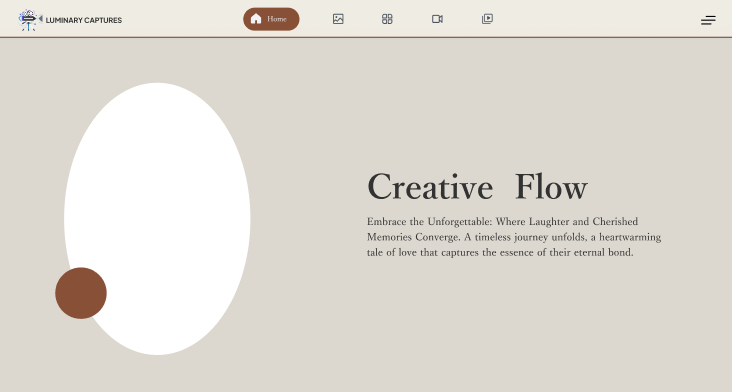 LUMINARY CAPTURES
Home
Creative Flow
Embrace the Unforgettable: Where Laughter and Cherished
Memories Converge. A timeless journey unfolds, a heartwarming
tale of love that captures the essence of their eternal bond.